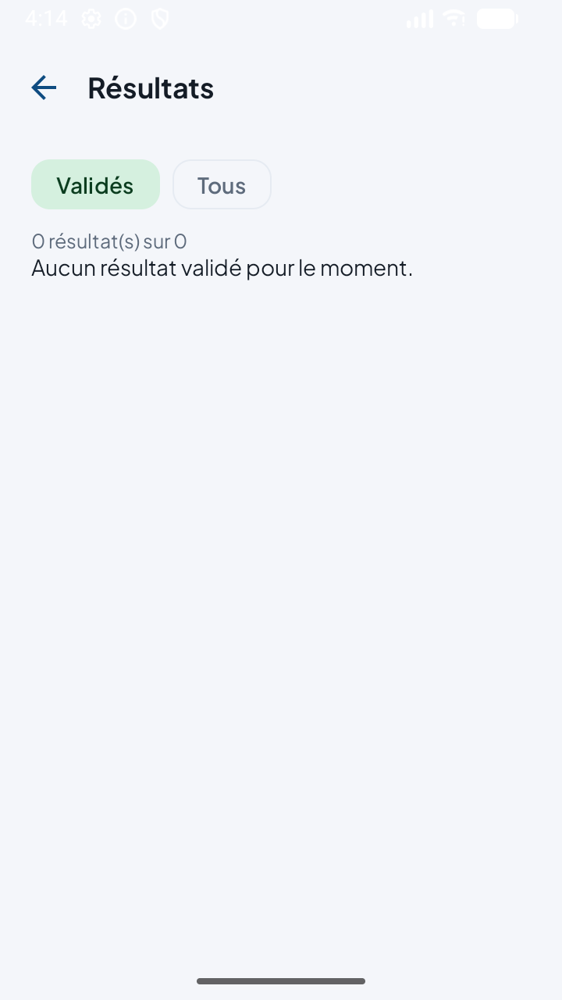 4:14
Résultats
Validés
Tous
0 résultat(s) sur 0
Aucun résultat validé pour le moment.